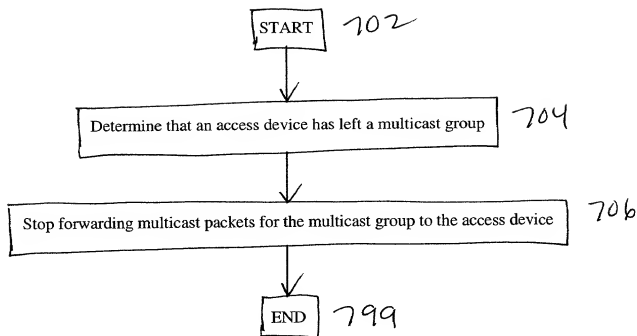 START 702
Determine that an access device has left a multicast group 704
Stop forwarding multicast packets for the multicast group to the access device 706
END 799